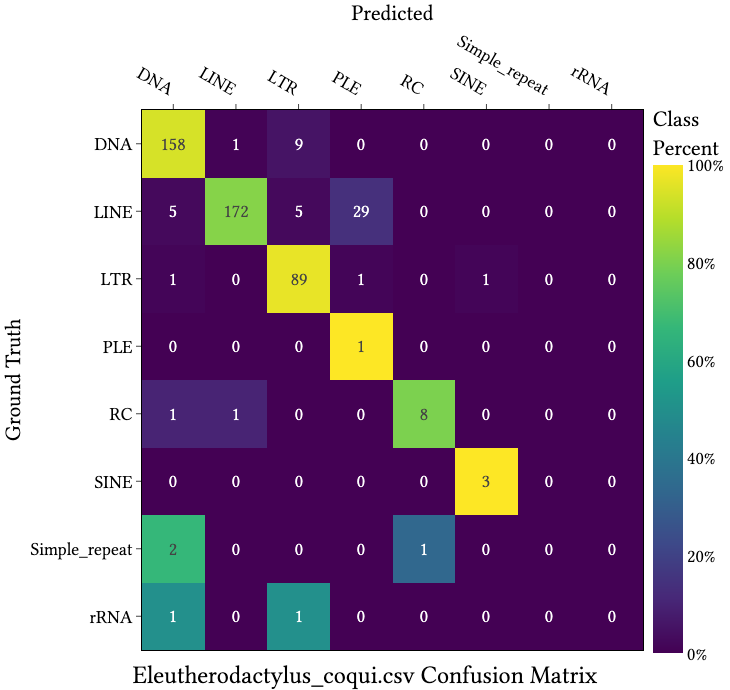 Predicted
DNA LINE LTR PLE RC SINE Simple_repeat rRNA
Class
Percent
Ground Truth
DNA 158 1 9 0 0 0 0 0
LINE 5 172 5 29 0 0 0 0
LTR 1 0 89 1 0 1 0 0
PLE 0 0 0 1 0 0 0 0
RC 1 1 0 0 8 0 0 0
SINE 0 0 0 0 0 3 0 0
Simple_repeat 2 0 0 0 1 0 0 0
rRNA 1 0 1 0 0 0 0 0
100%
80%
60%
40%
20%
0%
Eleutherodactylus_coqui.csv Confusion Matrix